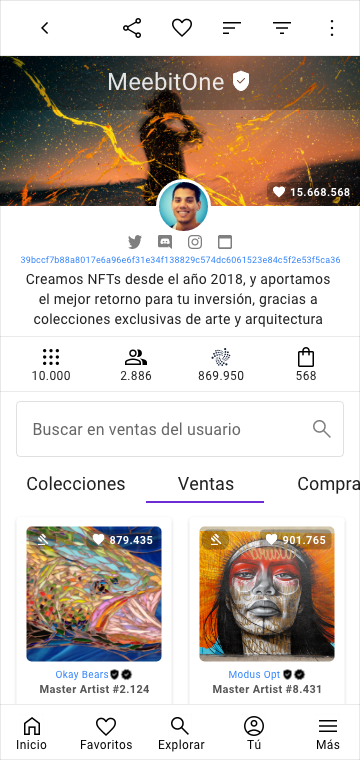 MeebitOne
15.668.568
39bccf7b88a8017e6a96e6f31e34f138829c574dc6061523e84c5f2e53f5ca36
Creamos NFTs desde el año 2018, y aportamos
el mejor retorno para tu inversión, gracias a
colecciones exclusivas de arte y arquitectura
10.000 2.886 869.950 568
Buscar en ventas del usuario
Colecciones Ventas Compra
879.435 901.765
Okay Bears Modus Opt
Master Artist #2.124 Master Artist #8.431
Inicio Favoritos Explorar Tú Más